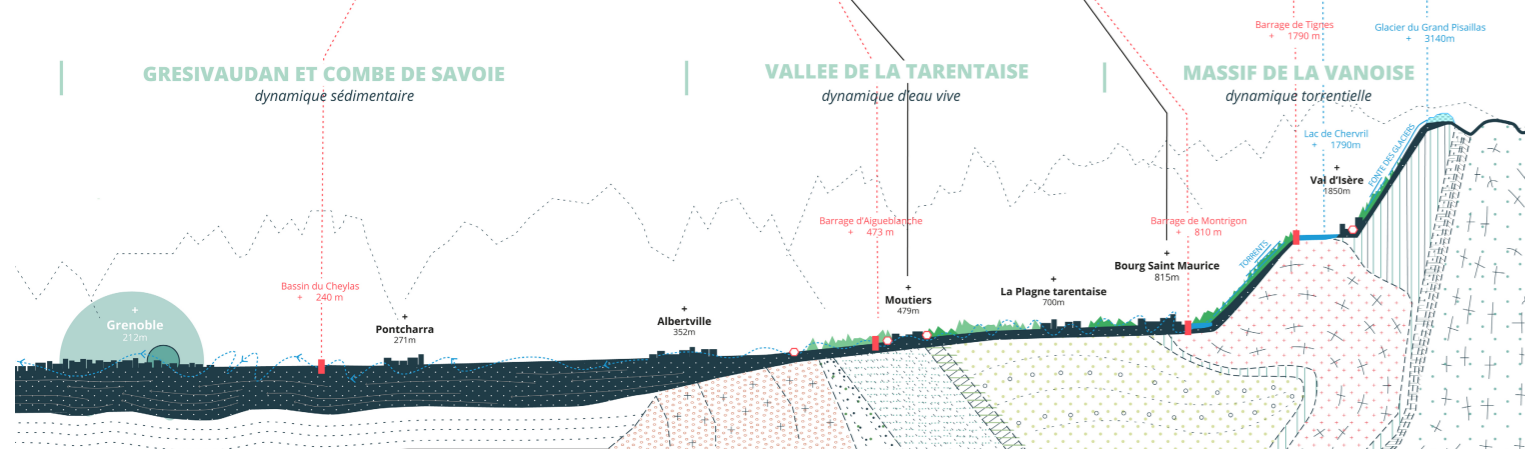 Barrage de Tignes
+ 1790 m
Glacier du Grand Pisaillas
+ 3140m
GRESIVAUDAN ET COMBE DE SAVOIE
dynamique sédimentaire
VALLEE DE LA TARENTAISE
dynamique d'eau vive
MASSIF DE LA VANOISE
dynamique torrentielle
Lac de Chervril
+ 1790m
FONTE DES GLACIERS
+
Val d'Isère
1850m
Barrage d'Aigueblanche
+ 473 m
Barrage de Montrigon
+ 810 m
TORRENTS
+
Bourg Saint Maurice
815m
Bassin du Cheylas
+ 240 m
+
La Plagne tarentaise
700m
+
Moutiers
479m
+
Grenoble
212m
+
Pontcharra
271m
+
Albertville
352m